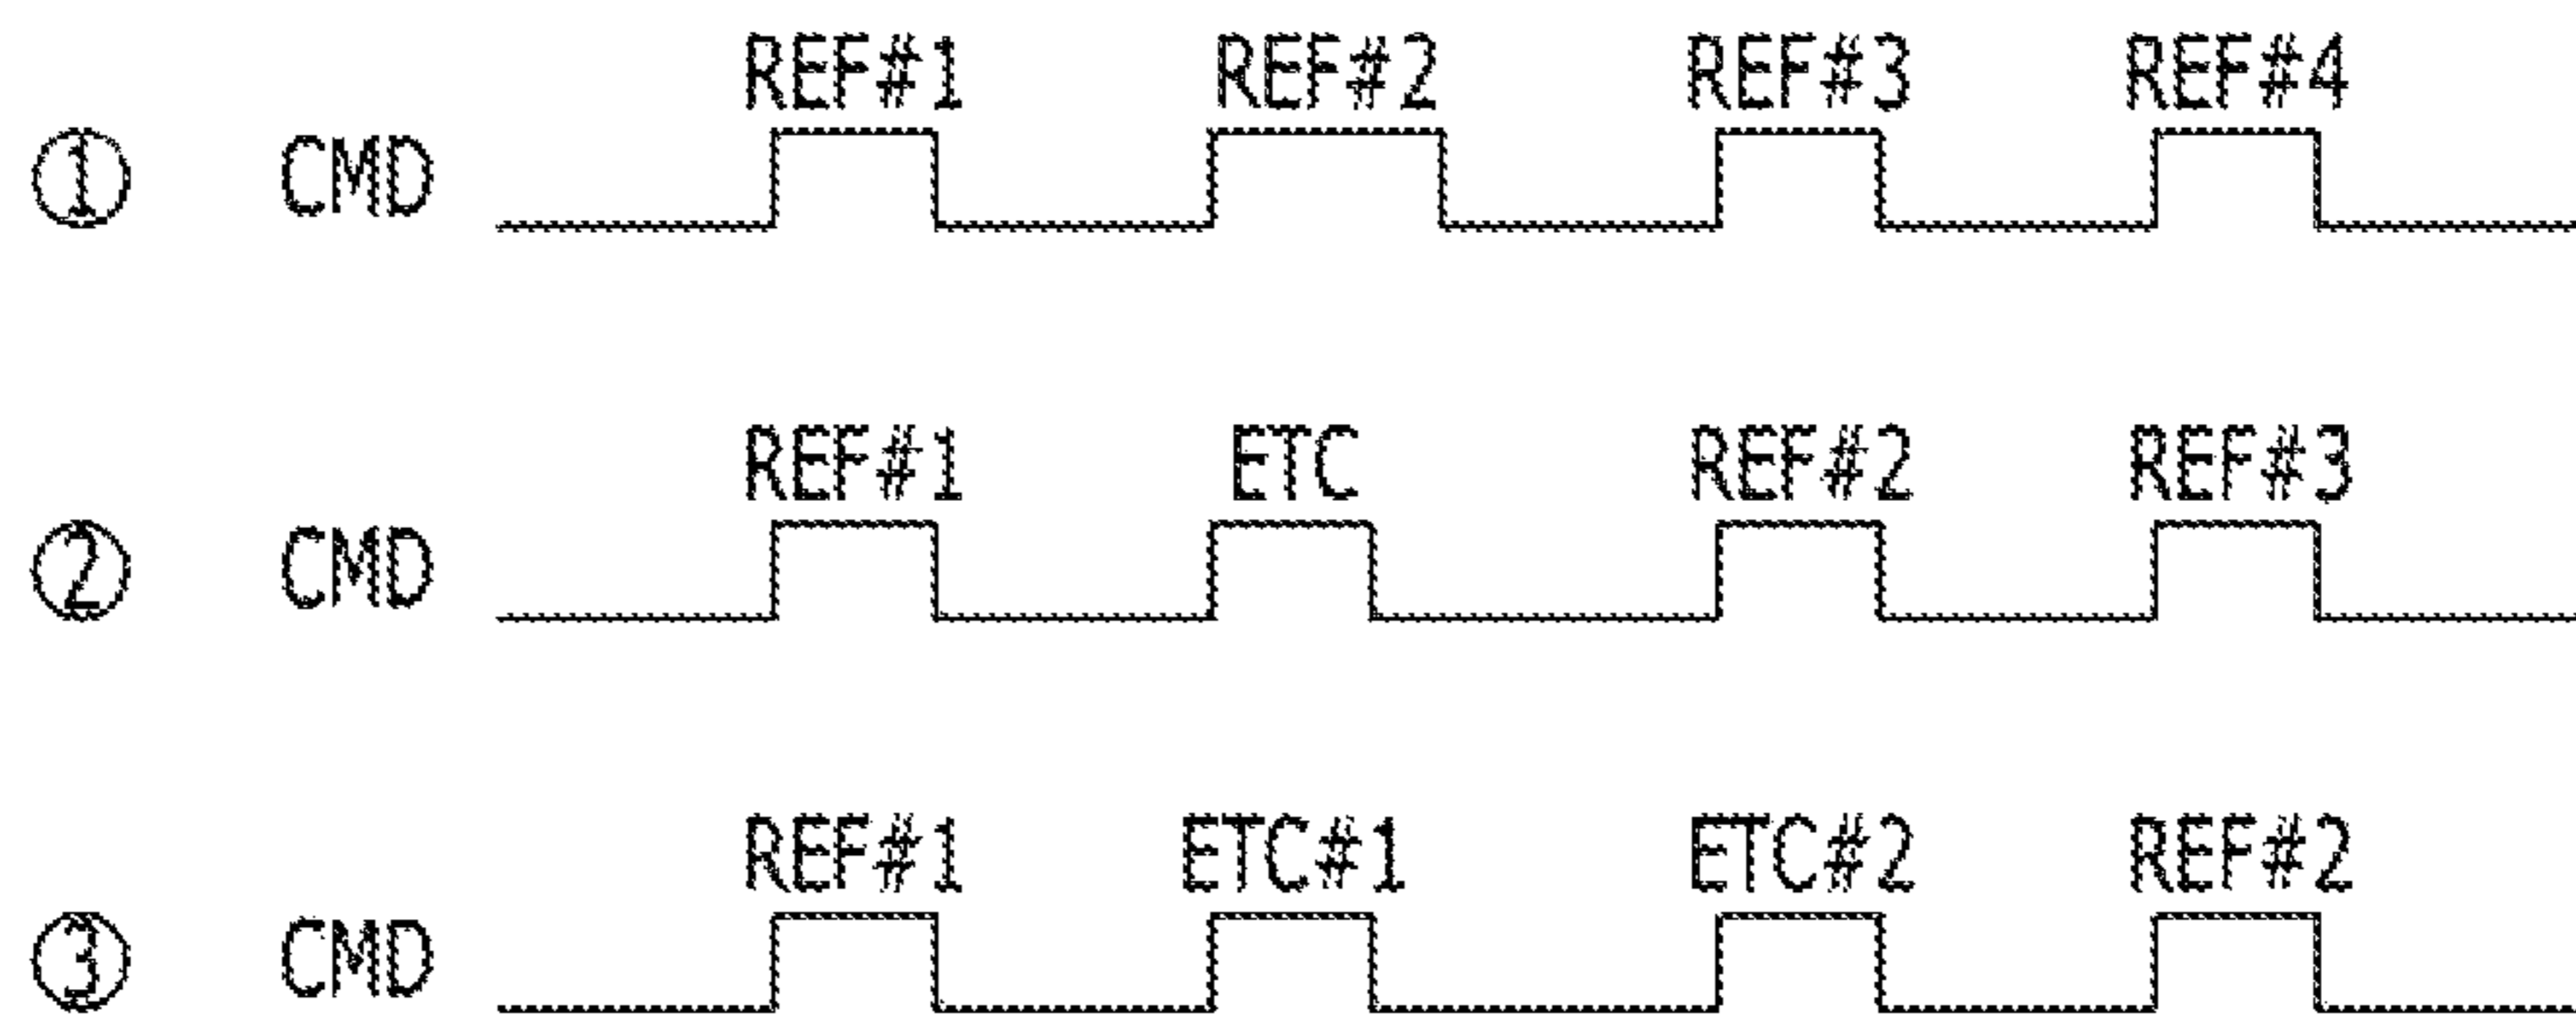 REF#1 REF#2 REF#3 REF#4
① CMD
REF#1 ETC REF#2 REF#3
② CMD
REF#1 ETC#1 ETC#2 REF#2
③ CMD